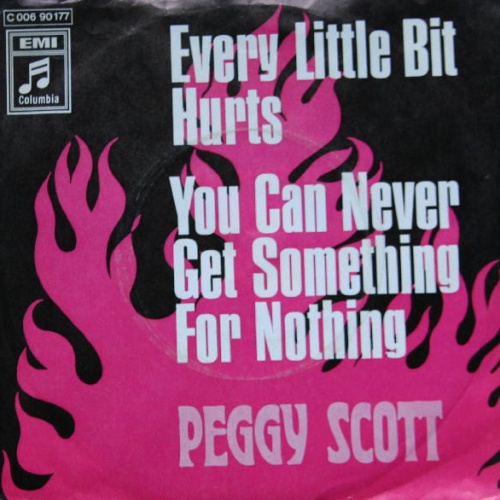 C 006 90177
EMI
Columbia
Every Little Bit
Hurts
You Can Never
Get Something
For Nothing
PEGGY SCOTT